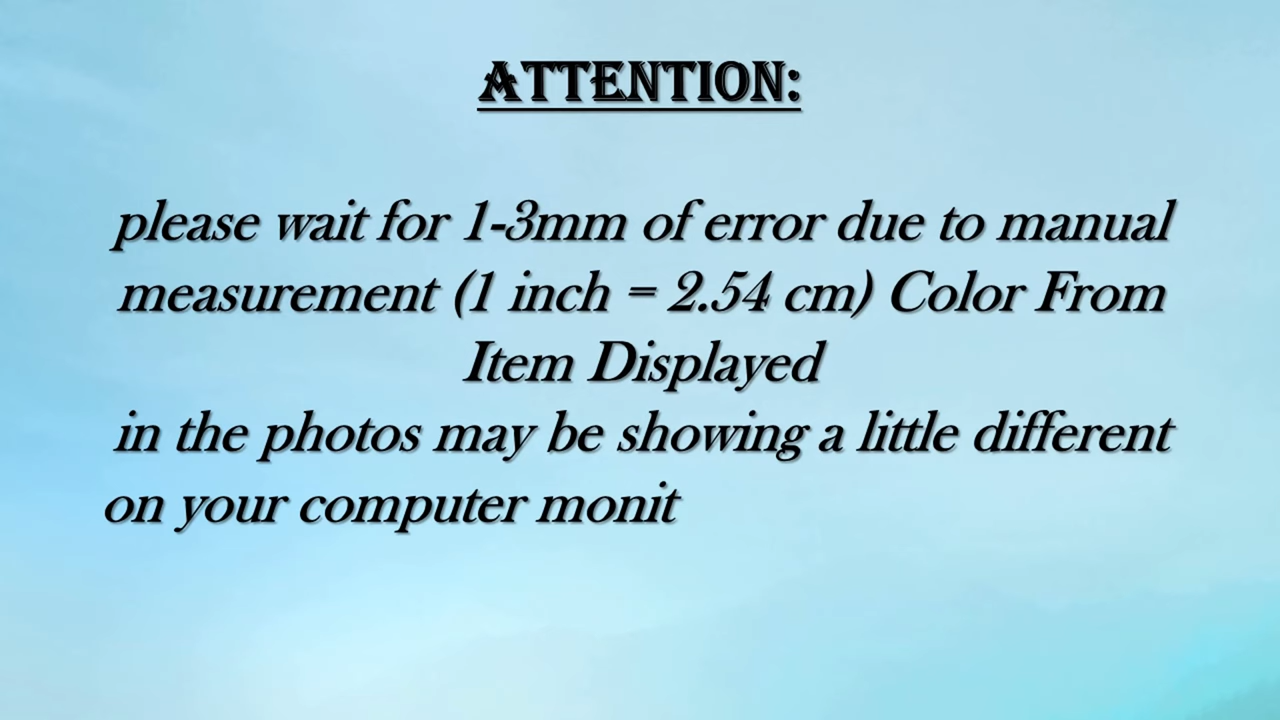 ATTENTION:
please wait for 1-3mm of error due to manual
measurement (1 inch = 2.54 cm) Color From
Item Displayed
in the photos may be showing a little different
on your computer monit